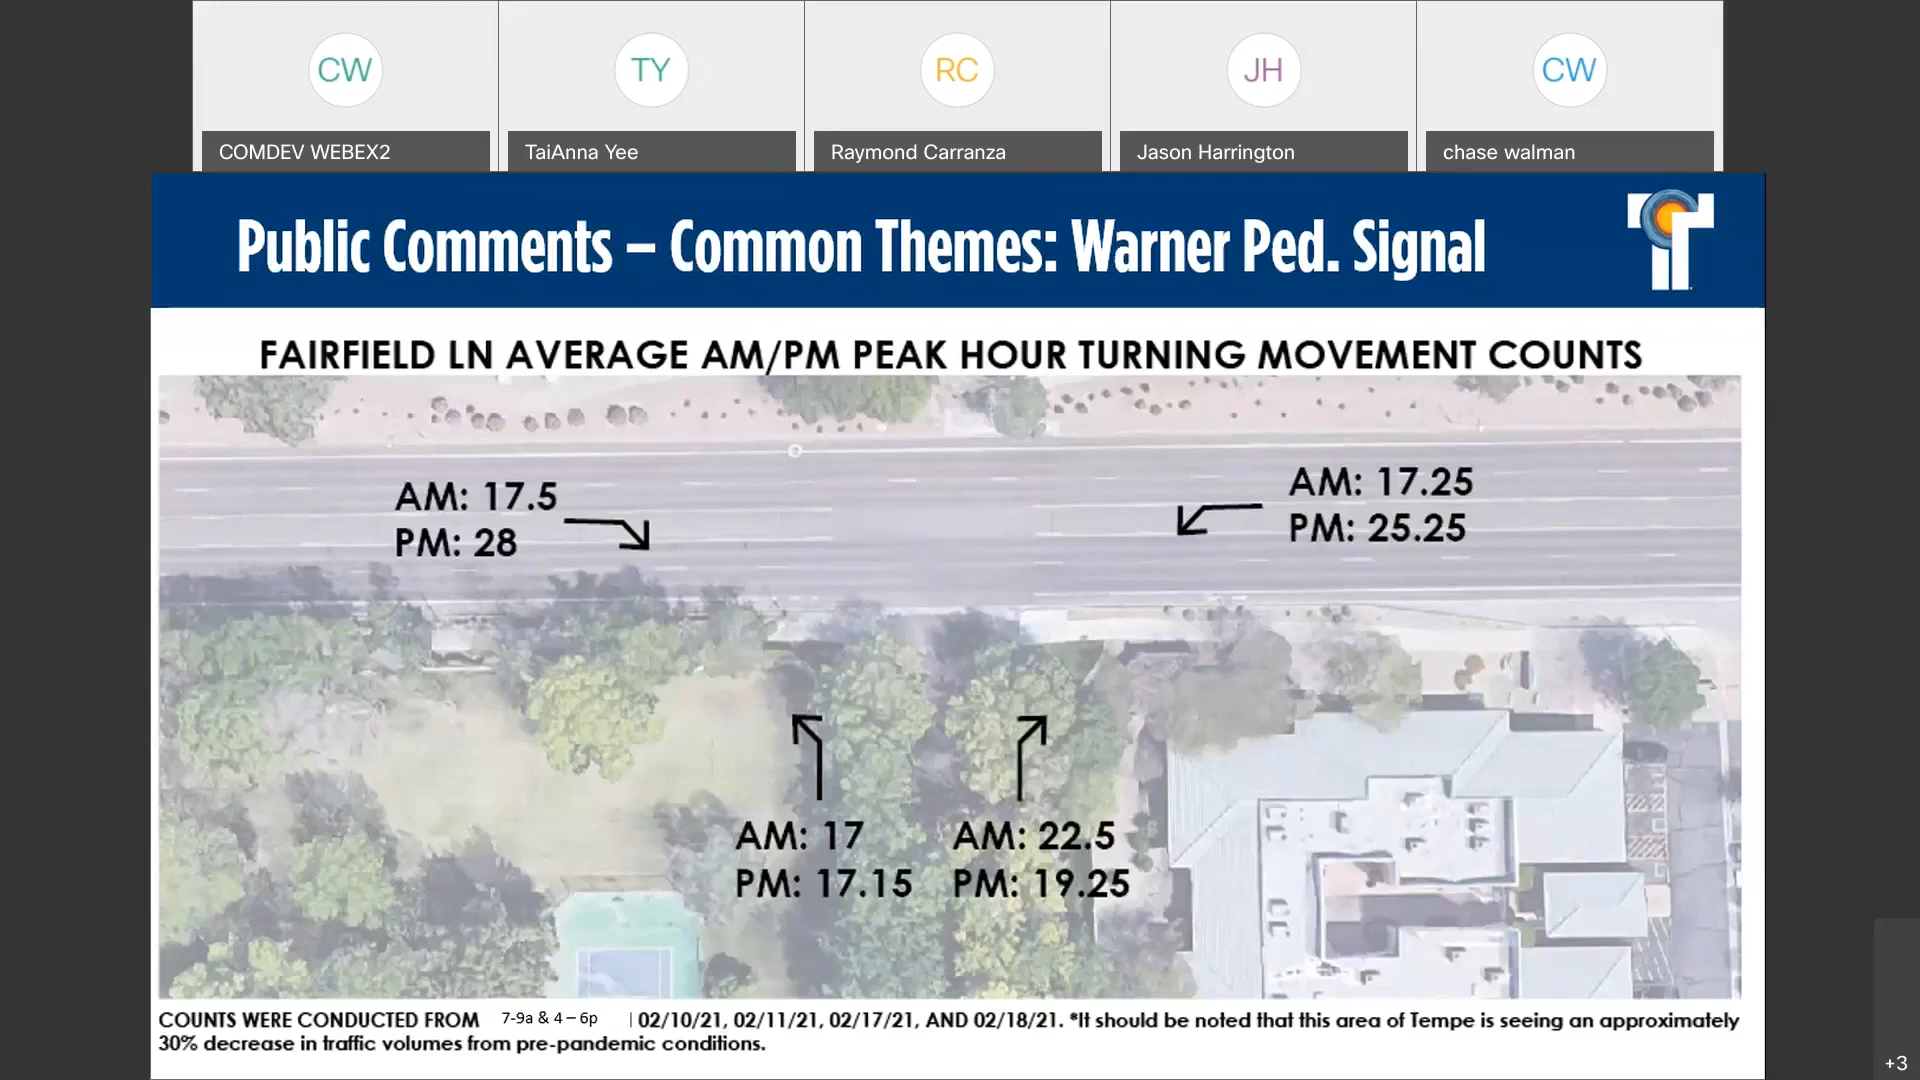 CW
TY
RC
JH
CW
COMDEV WEBEX2
TaiAnna Yee
Raymond Carranza
Jason Harrington
chase walman
Public Comments – Common Themes: Warner Ped. Signal
FAIRFIELD LN AVERAGE AM/PM PEAK HOUR TURNING MOVEMENT COUNTS
AM: 17.5
PM: 28
AM: 17.25
PM: 25.25
AM: 17
PM: 17.15
AM: 22.5
PM: 19.25
COUNTS WERE CONDUCTED FROM 7-9a & 4 – 6p | 02/10/21, 02/11/21, 02/17/21, AND 02/18/21. *It should be noted that this area of Tempe is seeing an approximately
30% decrease in traffic volumes from pre-pandemic conditions.
+3